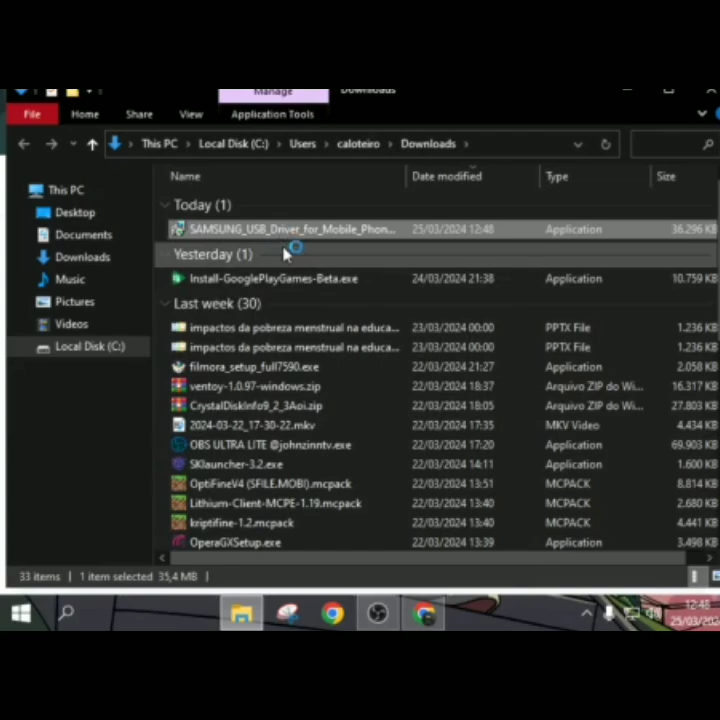 Manage
Downloads
File
Home
Share
View
Application Tools
This PC
Local Disk (C:)
Users
caloteiro
Downloads
Name
Date modified
Type
Size
This PC
Desktop
Documents
Downloads
Music
Pictures
Videos
Local Disk (C:)
Today (1)
SAMSUNG_USB_Driver_for_Mobile_Phon... 25/03/2024 12:48 Application 36.296 KB
Yesterday (1)
Install-GooglePlayGames-Beta.exe 24/03/2024 21:38 Application 10.759 KB
Last week (30)
impactos da pobreza menstrual na educa... 23/03/2024 00:00 PPTX File 1.236 KB
impactos da pobreza menstrual na educa... 23/03/2024 00:00 PPTX File 1.236 KB
filmora_setup_full7590.exe 22/03/2024 21:27 Application 2.058 KB
ventoy-1.0.97-windows.zip 22/03/2024 18:37 Arquivo ZIP do Wi... 16.317 KB
CrystalDiskInfo9_2_3Aoi.zip 22/03/2024 18:05 Arquivo ZIP do Wi... 27.803 KB
2024-03-22_17-30-22.mkv 22/03/2024 17:35 MKV Video 4.434 KB
OBS ULTRA LITE @johnzinntv.exe 22/03/2024 17:20 Application 69.903 KB
SKlauncher-3.2.exe 22/03/2024 14:11 Application 1.600 KB
OptiFineV4 (SFILE.MOBI).mcpack 22/03/2024 13:51 MCPACK 8.814 KB
Lithium-Client-MCPE-1.19.mcpack 22/03/2024 13:40 MCPACK 2.680 KB
kriptifine-1.2.mcpack 22/03/2024 13:40 MCPACK 4.441 KB
OperaGXSetup.exe 22/03/2024 13:39 Application 3.498 KB
33 items
1 item selected 35,4 MB
12:48
25/03/202